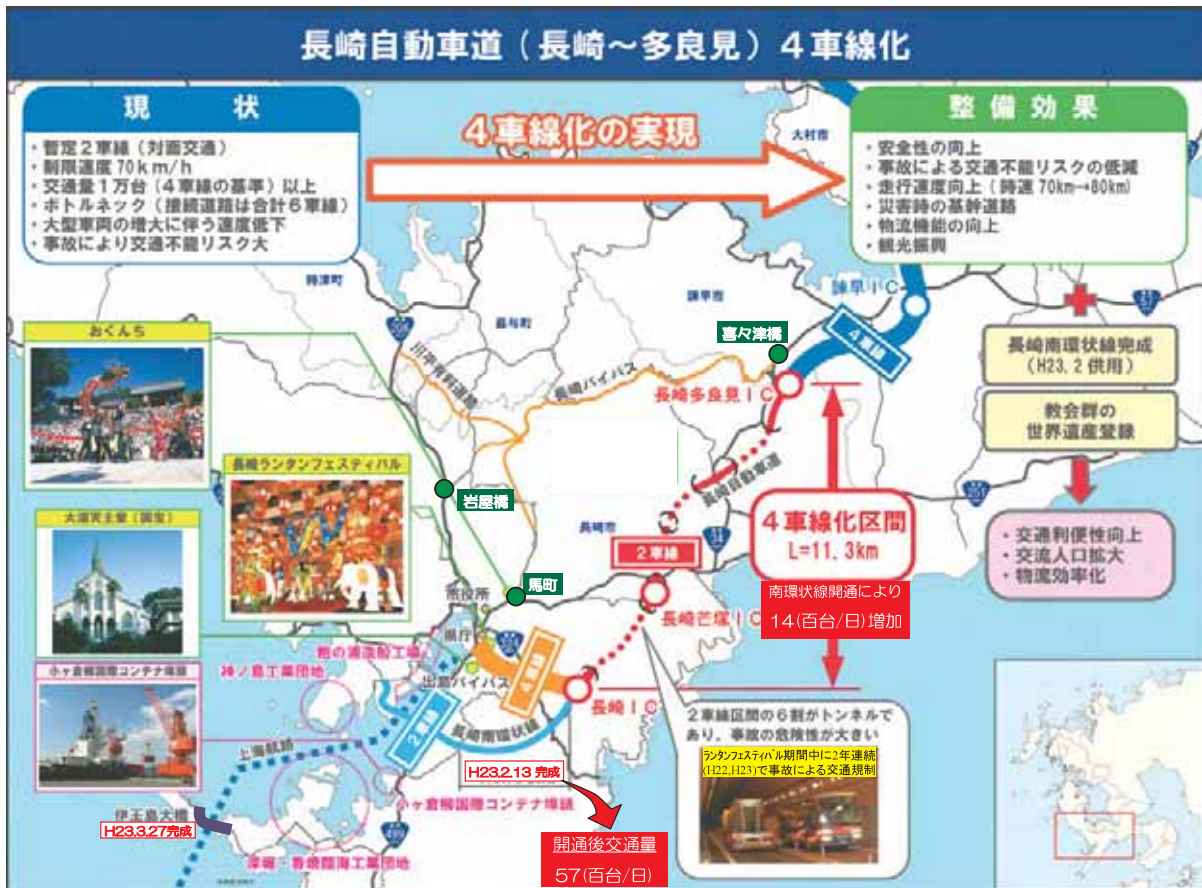 長崎自動車道(長崎～多良見)4車線化
現 状
・暫定2車線(対面交通)
・制限速度70km/h
・交通量1万台(4車線の基準)以上
・ボトルネック(接続道路は合計6車線)
・大型車両の増大に伴う速度低下
・事故により交通不能リスク大
4車線化の実現
整備効果
・安全性の向上
・事故による交通不能リスクの低減
・走行速度向上(時速70km→80km)
・災害時の基幹道路
・物流機能の向上
・観光振興
大村市
時津町
長与町
諫早市
諫早IC
4車線
喜々津橋
長崎多良見IC
長崎バイパス
川平有料道路
206
長崎南環状線完成
(H23.2供用)
教会群の
世界遺産登録
・交通利便性向上
・交流人口拡大
・物流効率化
おくんち
長崎ランタンフェスティバル
大浦天主堂(国宝)
小ヶ倉柳国際コンテナ埠頭
岩屋橋
馬町
長崎市
長崎自動車道
34
251
2車線
4車線化区間
L=11.3km
南環状線開通により
14(百台/日)増加
長崎芒塚IC
市役所
県庁
飽の浦造船工場
神ノ島工業団地
出島バイパス
4車線
長崎IC
2車線
長崎南環状線
上海航路
H23.2.13 完成
小ヶ倉柳国際コンテナ埠頭
伊王島大橋
H23.3.27完成
499
深堀・香焼臨海工業団地
開通後交通量
57(百台/日)
2車線区間の6割がトンネルで
あり、事故の危険性が大きい
ランタンフェスティバル期間中に2年連続
(H22,H23)で事故による交通規制